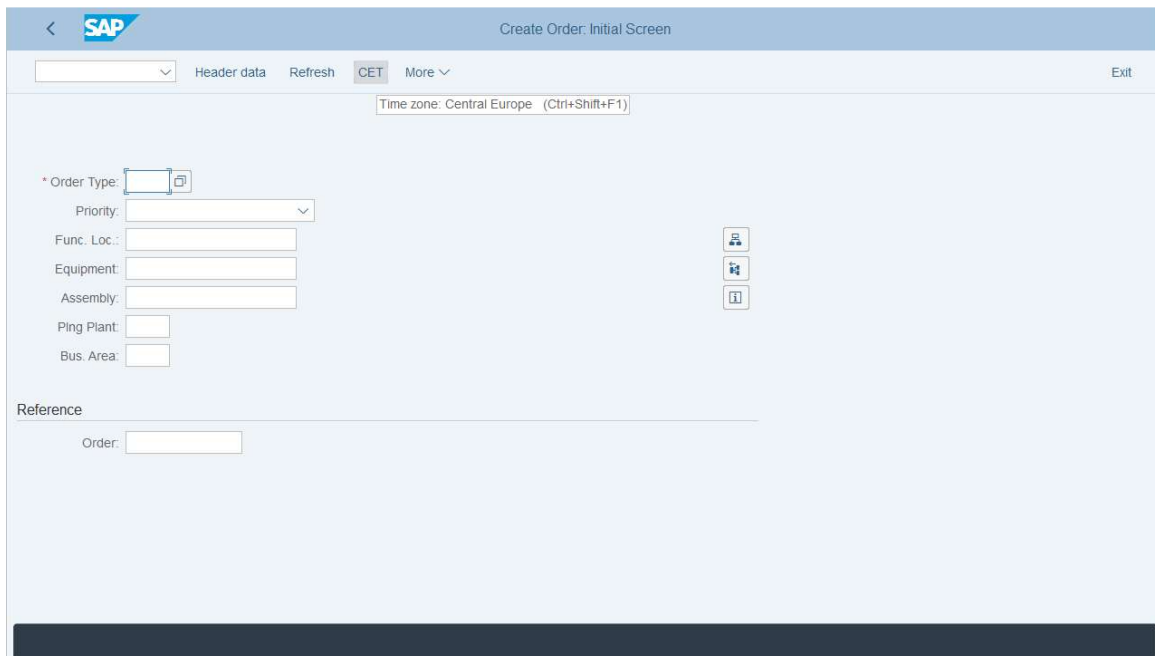 SAP Create Order: Initial Screen
Header data Refresh CET More Exit
Time zone: Central Europe (Ctrl+Shift+F1)
* Order Type:
Priority:
Func. Loc.:
Equipment:
Assembly:
Plng Plant:
Bus. Area:
Reference
Order: